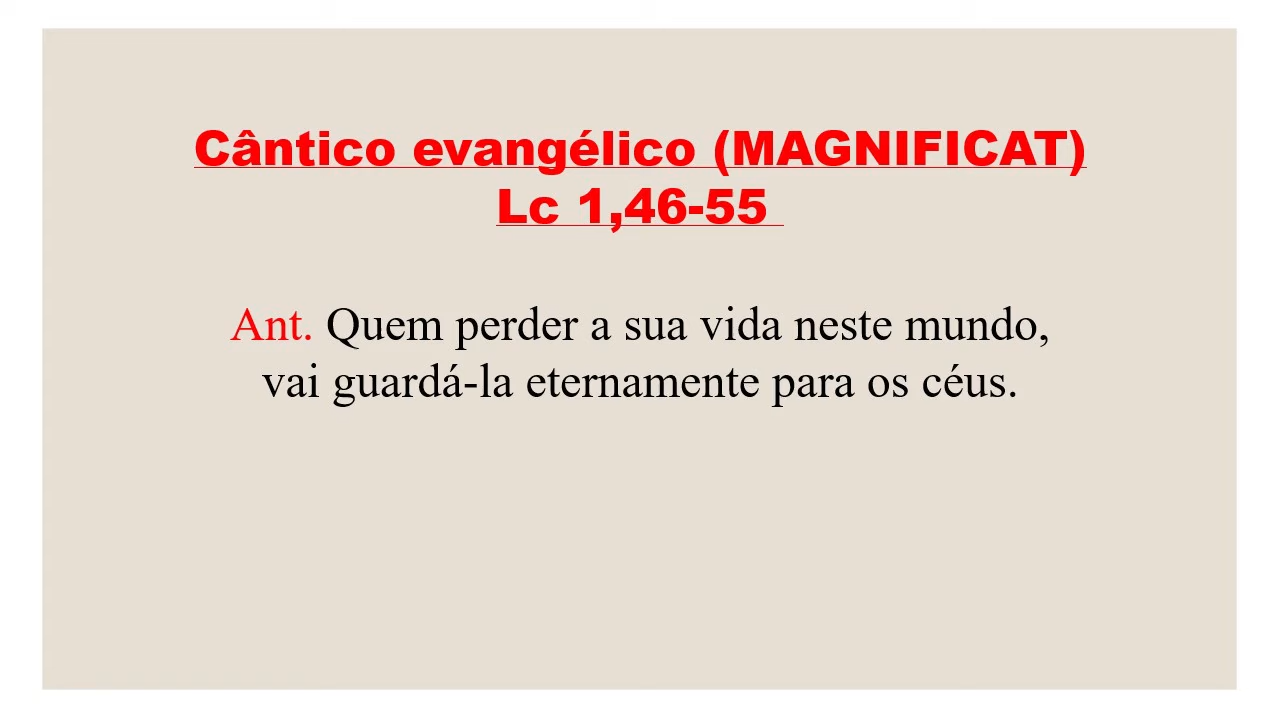 Cântico evangélico (MAGNIFICAT)
Lc 1,46-55
Ant. Quem perder a sua vida neste mundo,
vai guardá-la eternamente para os céus.